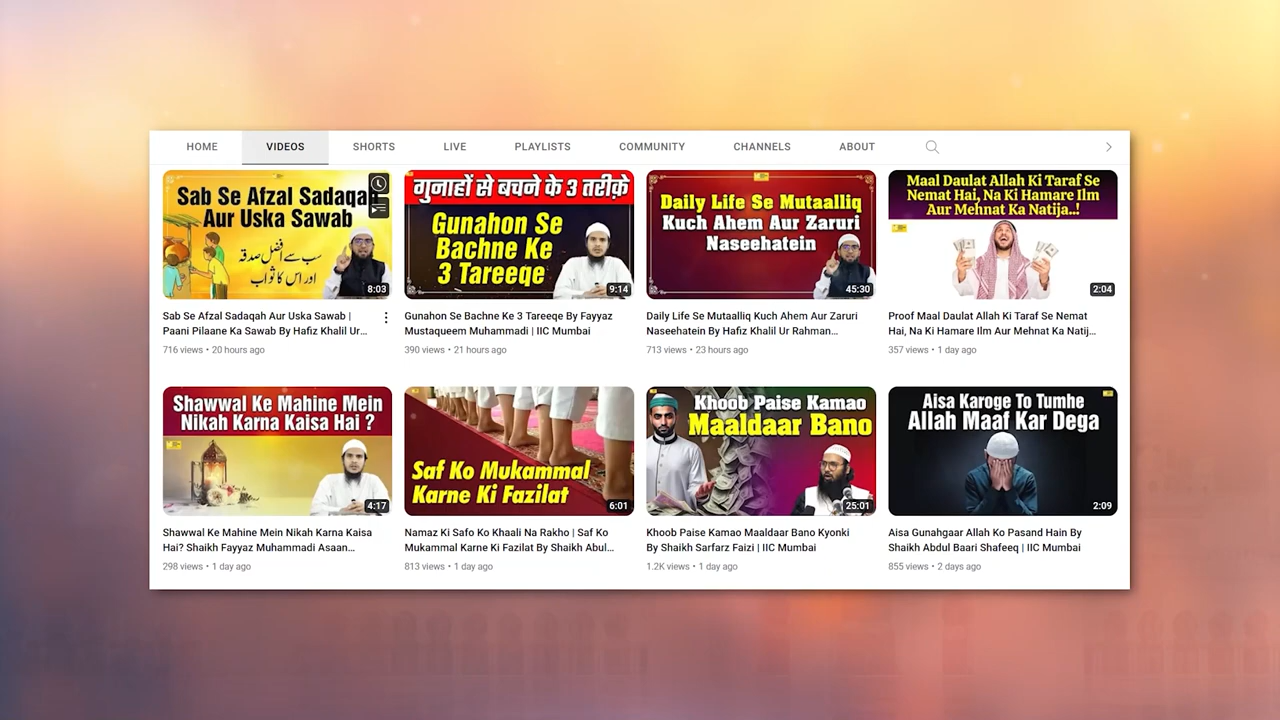 HOME VIDEOS SHORTS LIVE PLAYLISTS COMMUNITY CHANNELS ABOUT
Sab Se Afzal Sadaqah
Aur Uska Sawab
سب سے افضل صدقہ
اور اس کا ثواب
8:03
Sab Se Afzal Sadaqah Aur Uska Sawab |
Paani Pilaane Ka Sawab By Hafiz Khalil Ur...
716 views • 20 hours ago
गुनाहों से बचने के 3 तरीक़े
Gunahon Se
Bachne Ke
3 Tareeqe
9:14
Gunahon Se Bachne Ke 3 Tareeqe By Fayyaz
Mustaqueem Muhammadi | IIC Mumbai
390 views • 21 hours ago
Daily Life Se Mutaalliq
Kuch Ahem Aur Zaruri
Naseehatein
45:30
Daily Life Se Mutaalliq Kuch Ahem Aur Zaruri
Naseehatein By Hafiz Khalil Ur Rahman...
713 views • 23 hours ago
Maal Daulat Allah Ki Taraf Se
Nemat Hai, Na Ki Hamare Ilm
Aur Mehnat Ka Natija..!
2:04
Proof Maal Daulat Allah Ki Taraf Se Nemat
Hai, Na Ki Hamare Ilm Aur Mehnat Ka Natij...
357 views • 1 day ago
Shawwal Ke Mahine Mein
Nikah Karna Kaisa Hai ?
4:17
Shawwal Ke Mahine Mein Nikah Karna Kaisa
Hai? Shaikh Fayyaz Muhammadi Asaan...
298 views • 1 day ago
Saf Ko Mukammal
Karne Ki Fazilat
6:01
Namaz Ki Safo Ko Khaali Na Rakho | Saf Ko
Mukammal Karne Ki Fazilat By Shaikh Abul...
813 views • 1 day ago
Khoob Paise Kamao
Maaldaar Bano
25:01
Khoob Paise Kamao Maaldaar Bano Kyonki
By Shaikh Sarfarz Faizi | IIC Mumbai
1.2K views • 1 day ago
Aisa Karoge To Tumhe
Allah Maaf Kar Dega
2:09
Aisa Gunahgaar Allah Ko Pasand Hain By
Shaikh Abdul Baari Shafeeq | IIC Mumbai
855 views • 2 days ago